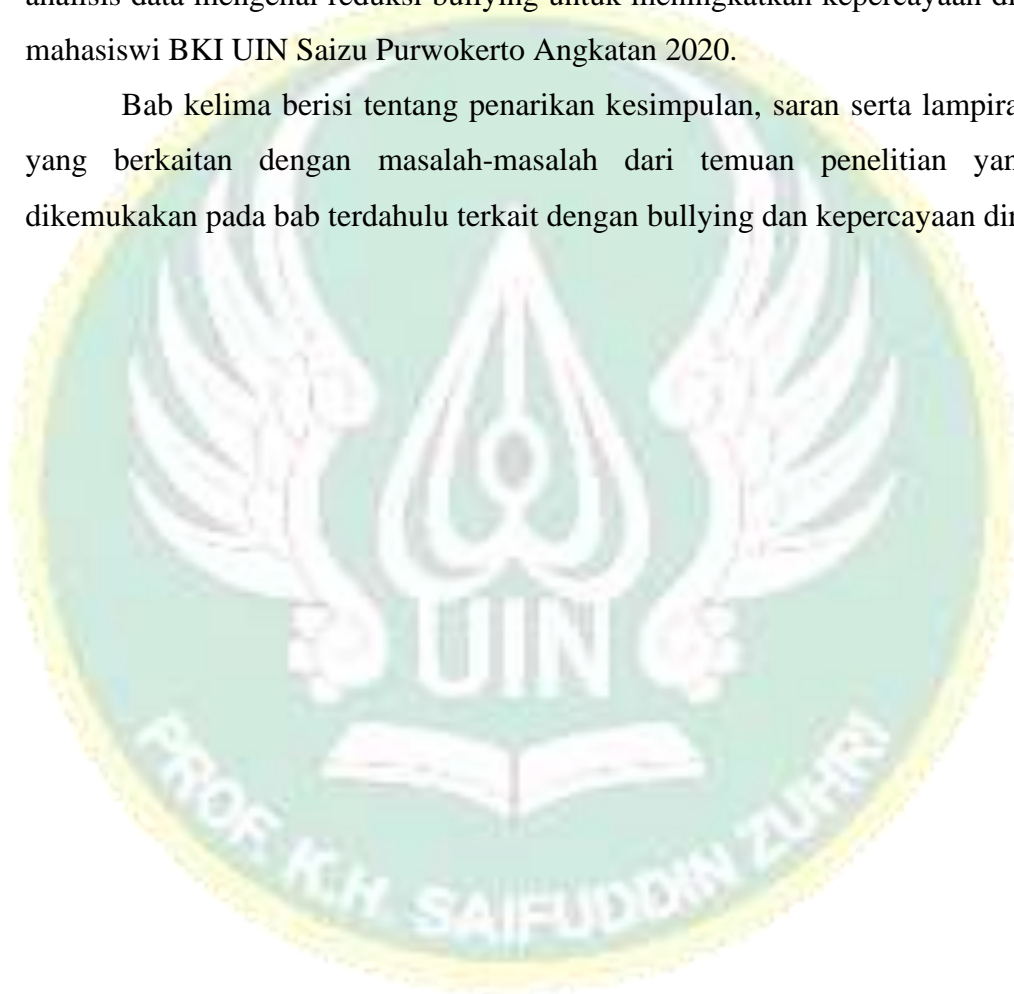 analisis data mengenai reduksi bullying untuk meningkatkan kepercayaan di
mahasiswi BKI UIN Saizu Purwokerto Angkatan 2020.
Bab kelima berisi tentang penarikan kesimpulan, saran serta lampira
yang berkaitan dengan masalah-masalah dari temuan penelitian yan
dikemukakan pada bab terdahulu terkait dengan bullying dan kepercayaan dir
UIN
PROF. K.H. SAIFUDDIN ZUHRI